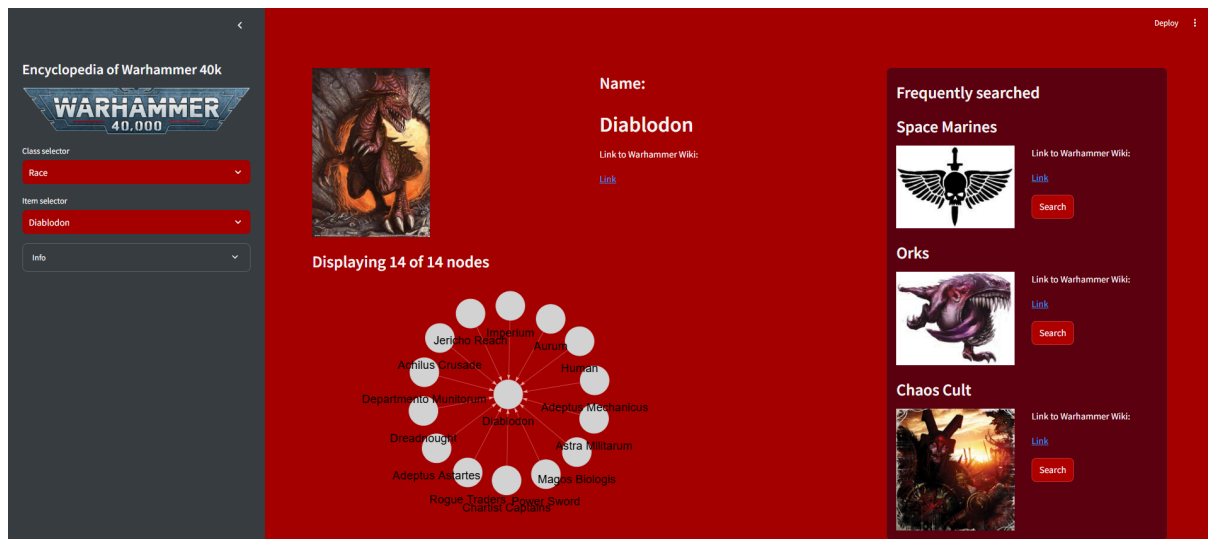 Deploy
Encyclopedia of Warhammer 40k
WARHAMMER
40,000
Class selector
Race
Item selector
Diablodon
Info
Name:
Diablodon
Link to Warhammer Wiki:
Link
Displaying 14 of 14 nodes
Imperium
Jericho Reach
Aurum
Achilus Crusade
Human
Departmento Munitorum
Adeptus Mechanicus
Diablodon
Dreadnought
Astra Militarum
Adeptus Astartes
Magos Biologis
Rogue Traders
Power Sword
Chartist Captains
Frequently searched
Space Marines
Link to Warhammer Wiki:
Link
Search
Orks
Link to Warhammer Wiki:
Link
Search
Chaos Cult
Link to Warhammer Wiki:
Link
Search